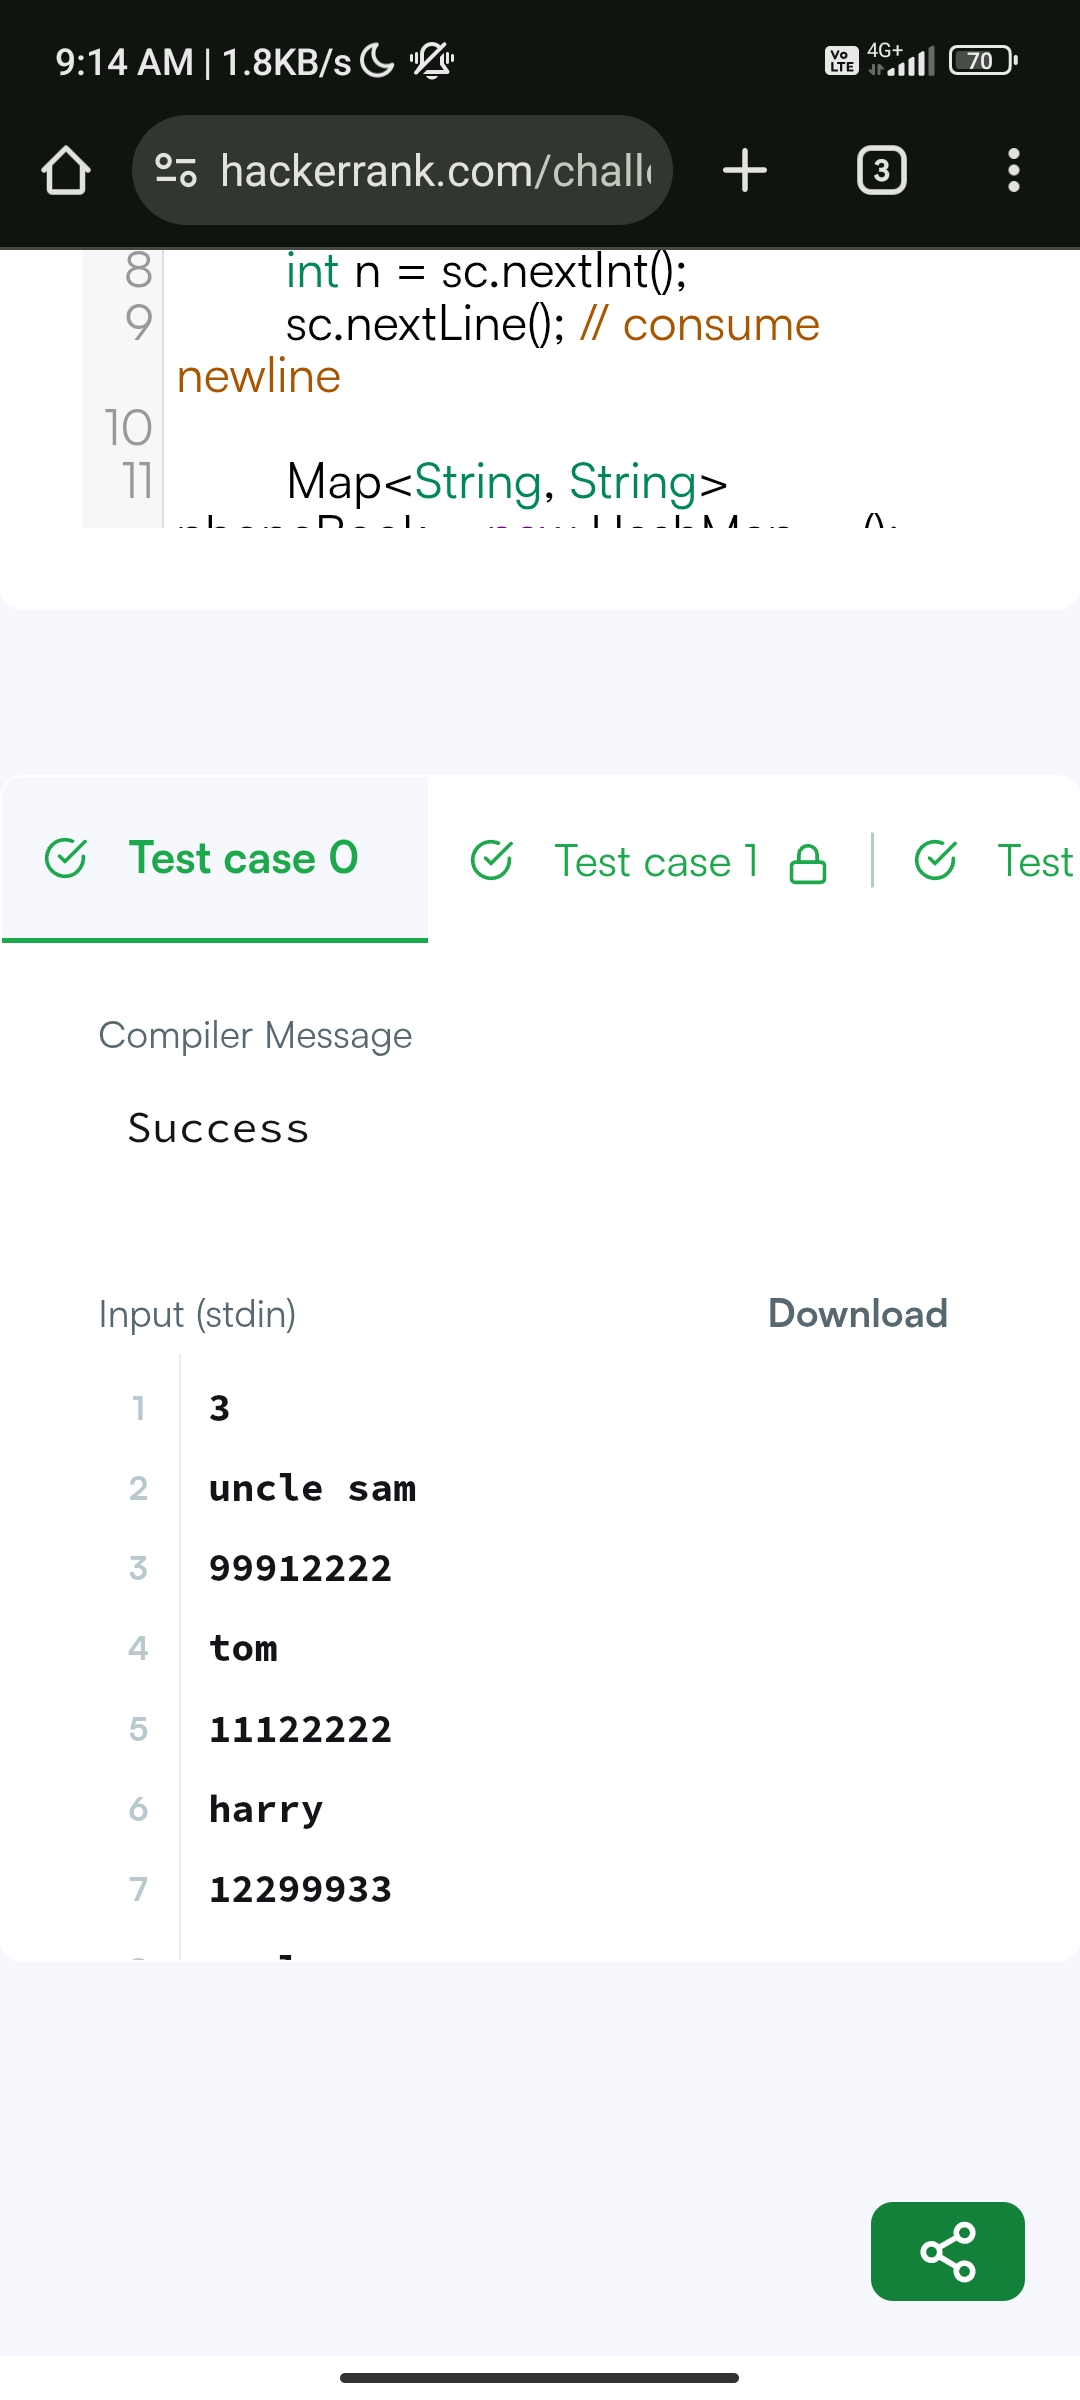 9:14 AM | 1.8KB/s
Vo LTE 4G+ 70
hackerrank.com/chall
3
8 int n = sc.nextInt();
9 sc.nextLine(); // consume
newline
10
11 Map<String, String>
Test case 0
Test case 1
Test
Compiler Message
Success
Input (stdin)
Download
1 3
2 uncle sam
3 99912222
4 tom
5 11122222
6 harry
7 12299933